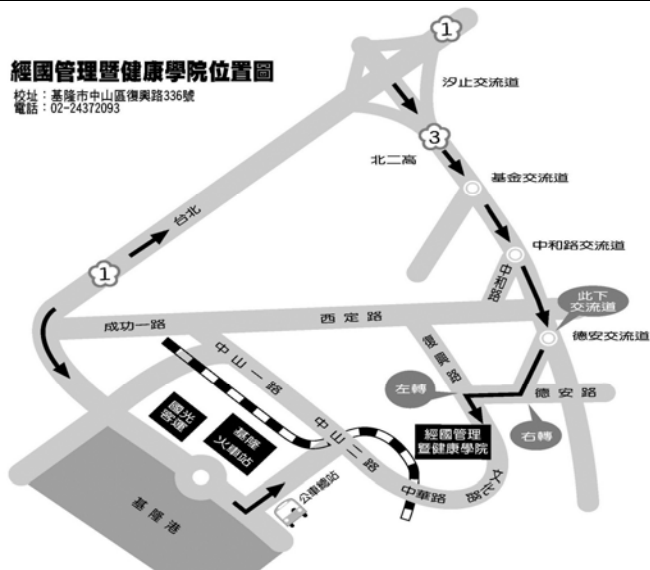 經國管理暨健康學院位置圖
校址：基隆市中山區復興路336號
電話：02-24372093
1
汐止交流道
3
北二高
基金交流道
台北
中和路交流道
中和路
1
此下
交流道
成功一路
西定路
德安交流道
中山一路
復興路
左轉
德安路
國光
客運
基隆
火車站
中山二路
經國管理
暨健康學院
右轉
文化路
中華路
公車總站
基隆港